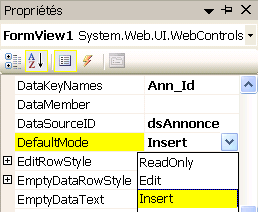 Propriétés
FormView1 System.Web.UI.WebControls
DataKeyNames Ann_Id
DataMember
DataSourceID dsAnnonce
DefaultMode Insert
EditRowStyle ReadOnly
EmptyDataRowStyle Edit
EmptyDataText Insert